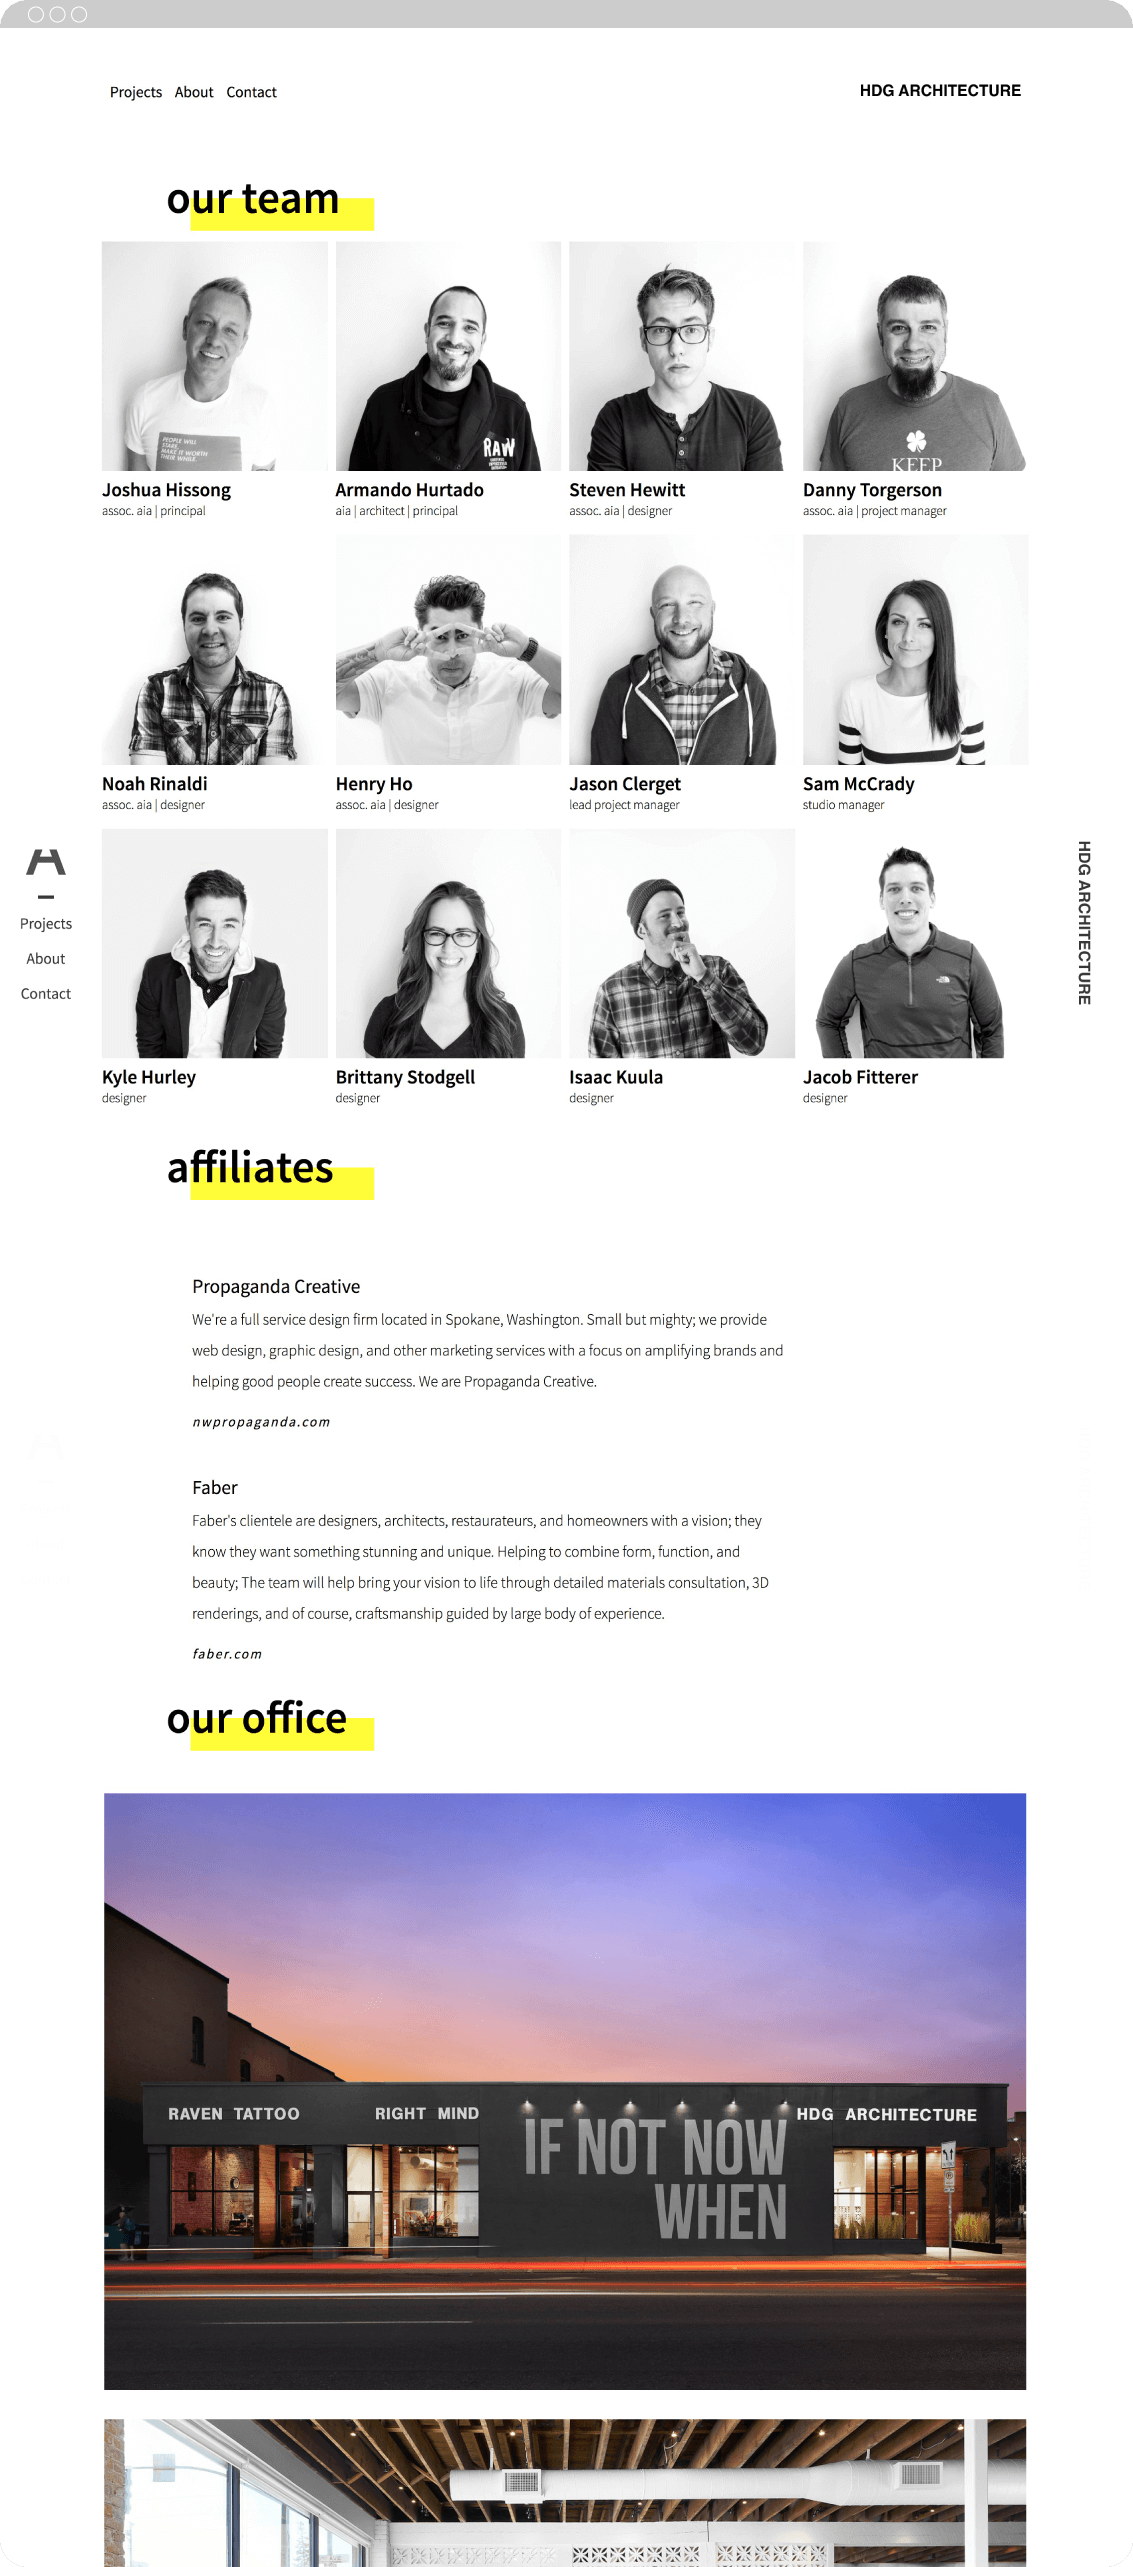 Projects About Contact
HDG ARCHITECTURE
our team
PEOPLE WILL
STARE.
MAKE IT WORTH
THEIR WHILE.
RAW
KEEP
Joshua Hissong
assoc. aia | principal
Armando Hurtado
aia | architect | principal
Steven Hewitt
assoc. aia | designer
Danny Torgerson
assoc. aia | project manager
Noah Rinaldi
assoc. aia | designer
Henry Ho
assoc. aia | designer
Jason Clerget
lead project manager
Sam McCrady
studio manager
Projects
About
Contact
HDG ARCHITECTURE
Kyle Hurley
designer
Brittany Stodgell
designer
Isaac Kuula
designer
Jacob Fitterer
designer
affiliates
Propaganda Creative
We're a full service design firm located in Spokane, Washington. Small but mighty; we provide
web design, graphic design, and other marketing services with a focus on amplifying brands and
helping good people create success. We are Propaganda Creative.
nwpropaganda.com
Faber
Faber's clientele are designers, architects, restaurateurs, and homeowners with a vision; they
know they want something stunning and unique. Helping to combine form, function, and
beauty; The team will help bring your vision to life through detailed materials consultation, 3D
renderings, and of course, craftsmanship guided by large body of experience.
faber.com
our office
RAVEN TATTOO
RIGHT MIND
IF NOT NOW
WHEN
HDG ARCHITECTURE